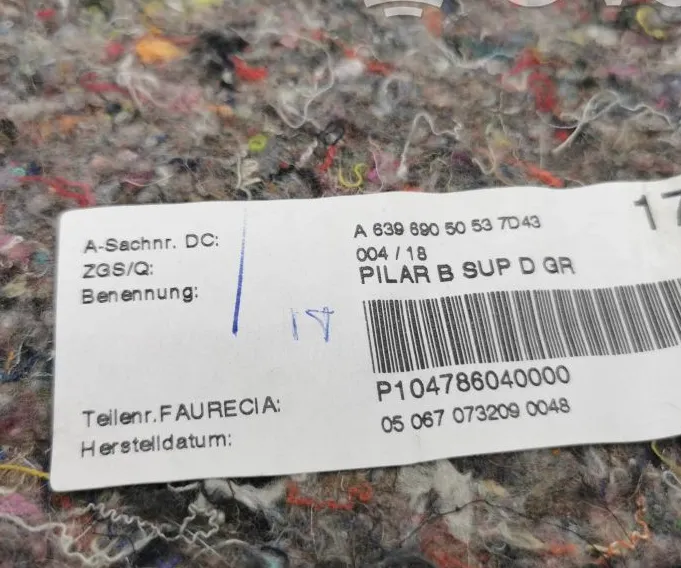 A-Sachnr. DC: A 639 690 50 53 7D43
ZGS/Q: 004 / 18
Benennung: PILAR B SUP D GR
17
Teilenr.FAURECIA: P104786040000
Herstelldatum: 05 067 073209 0048